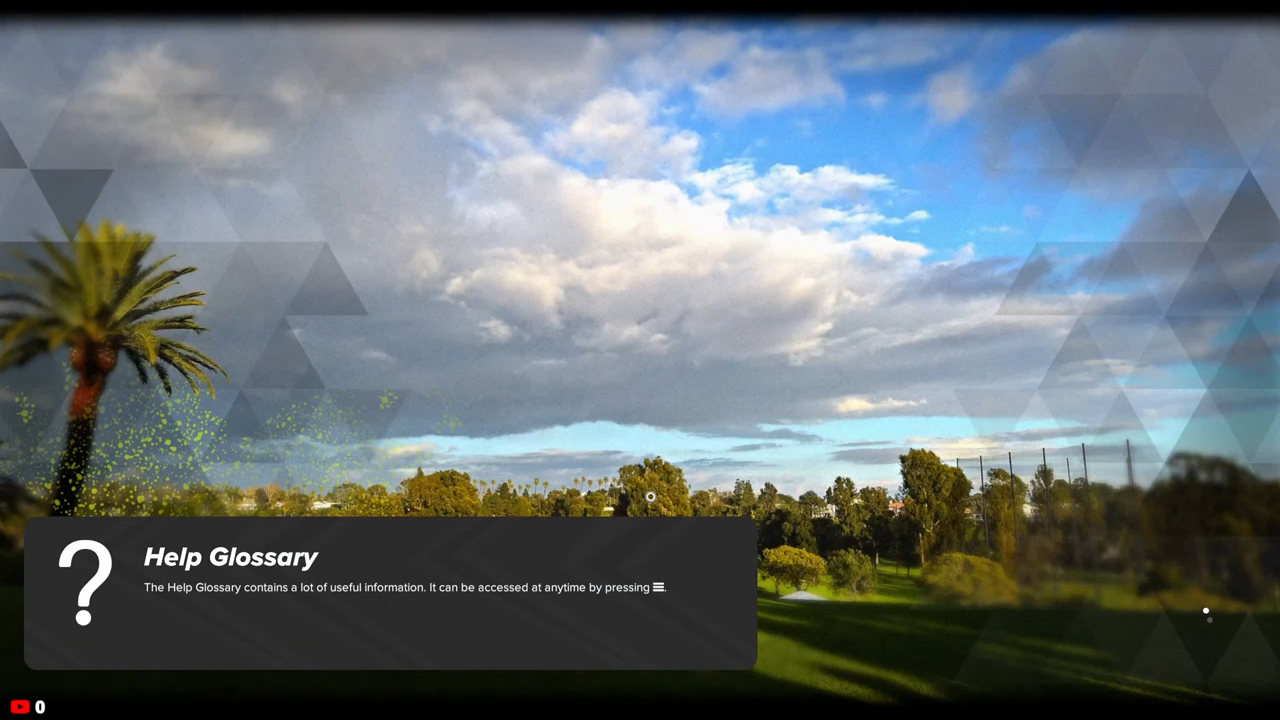 Help Glossary
The Help Glossary contains a lot of useful information. It can be accessed at anytime by pressing ☰.
0